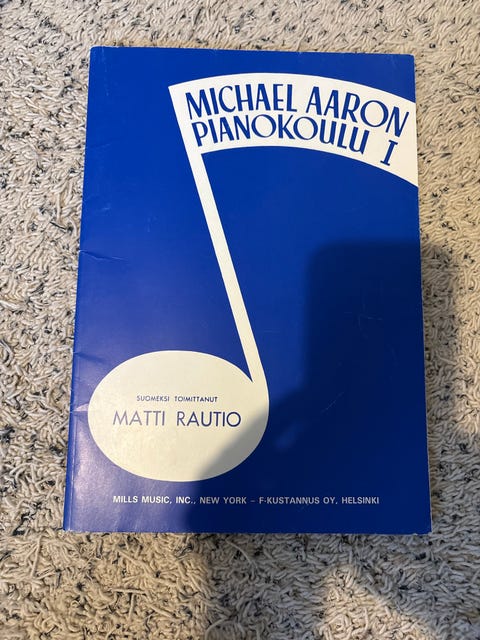 MICHAEL AARON
PIANOKOULU I
SUOMEKSI TOIMITTANUT
MATTI RAUTIO
MILLS MUSIC, INC., NEW YORK – F-KUSTANNUS OY, HELSINKI